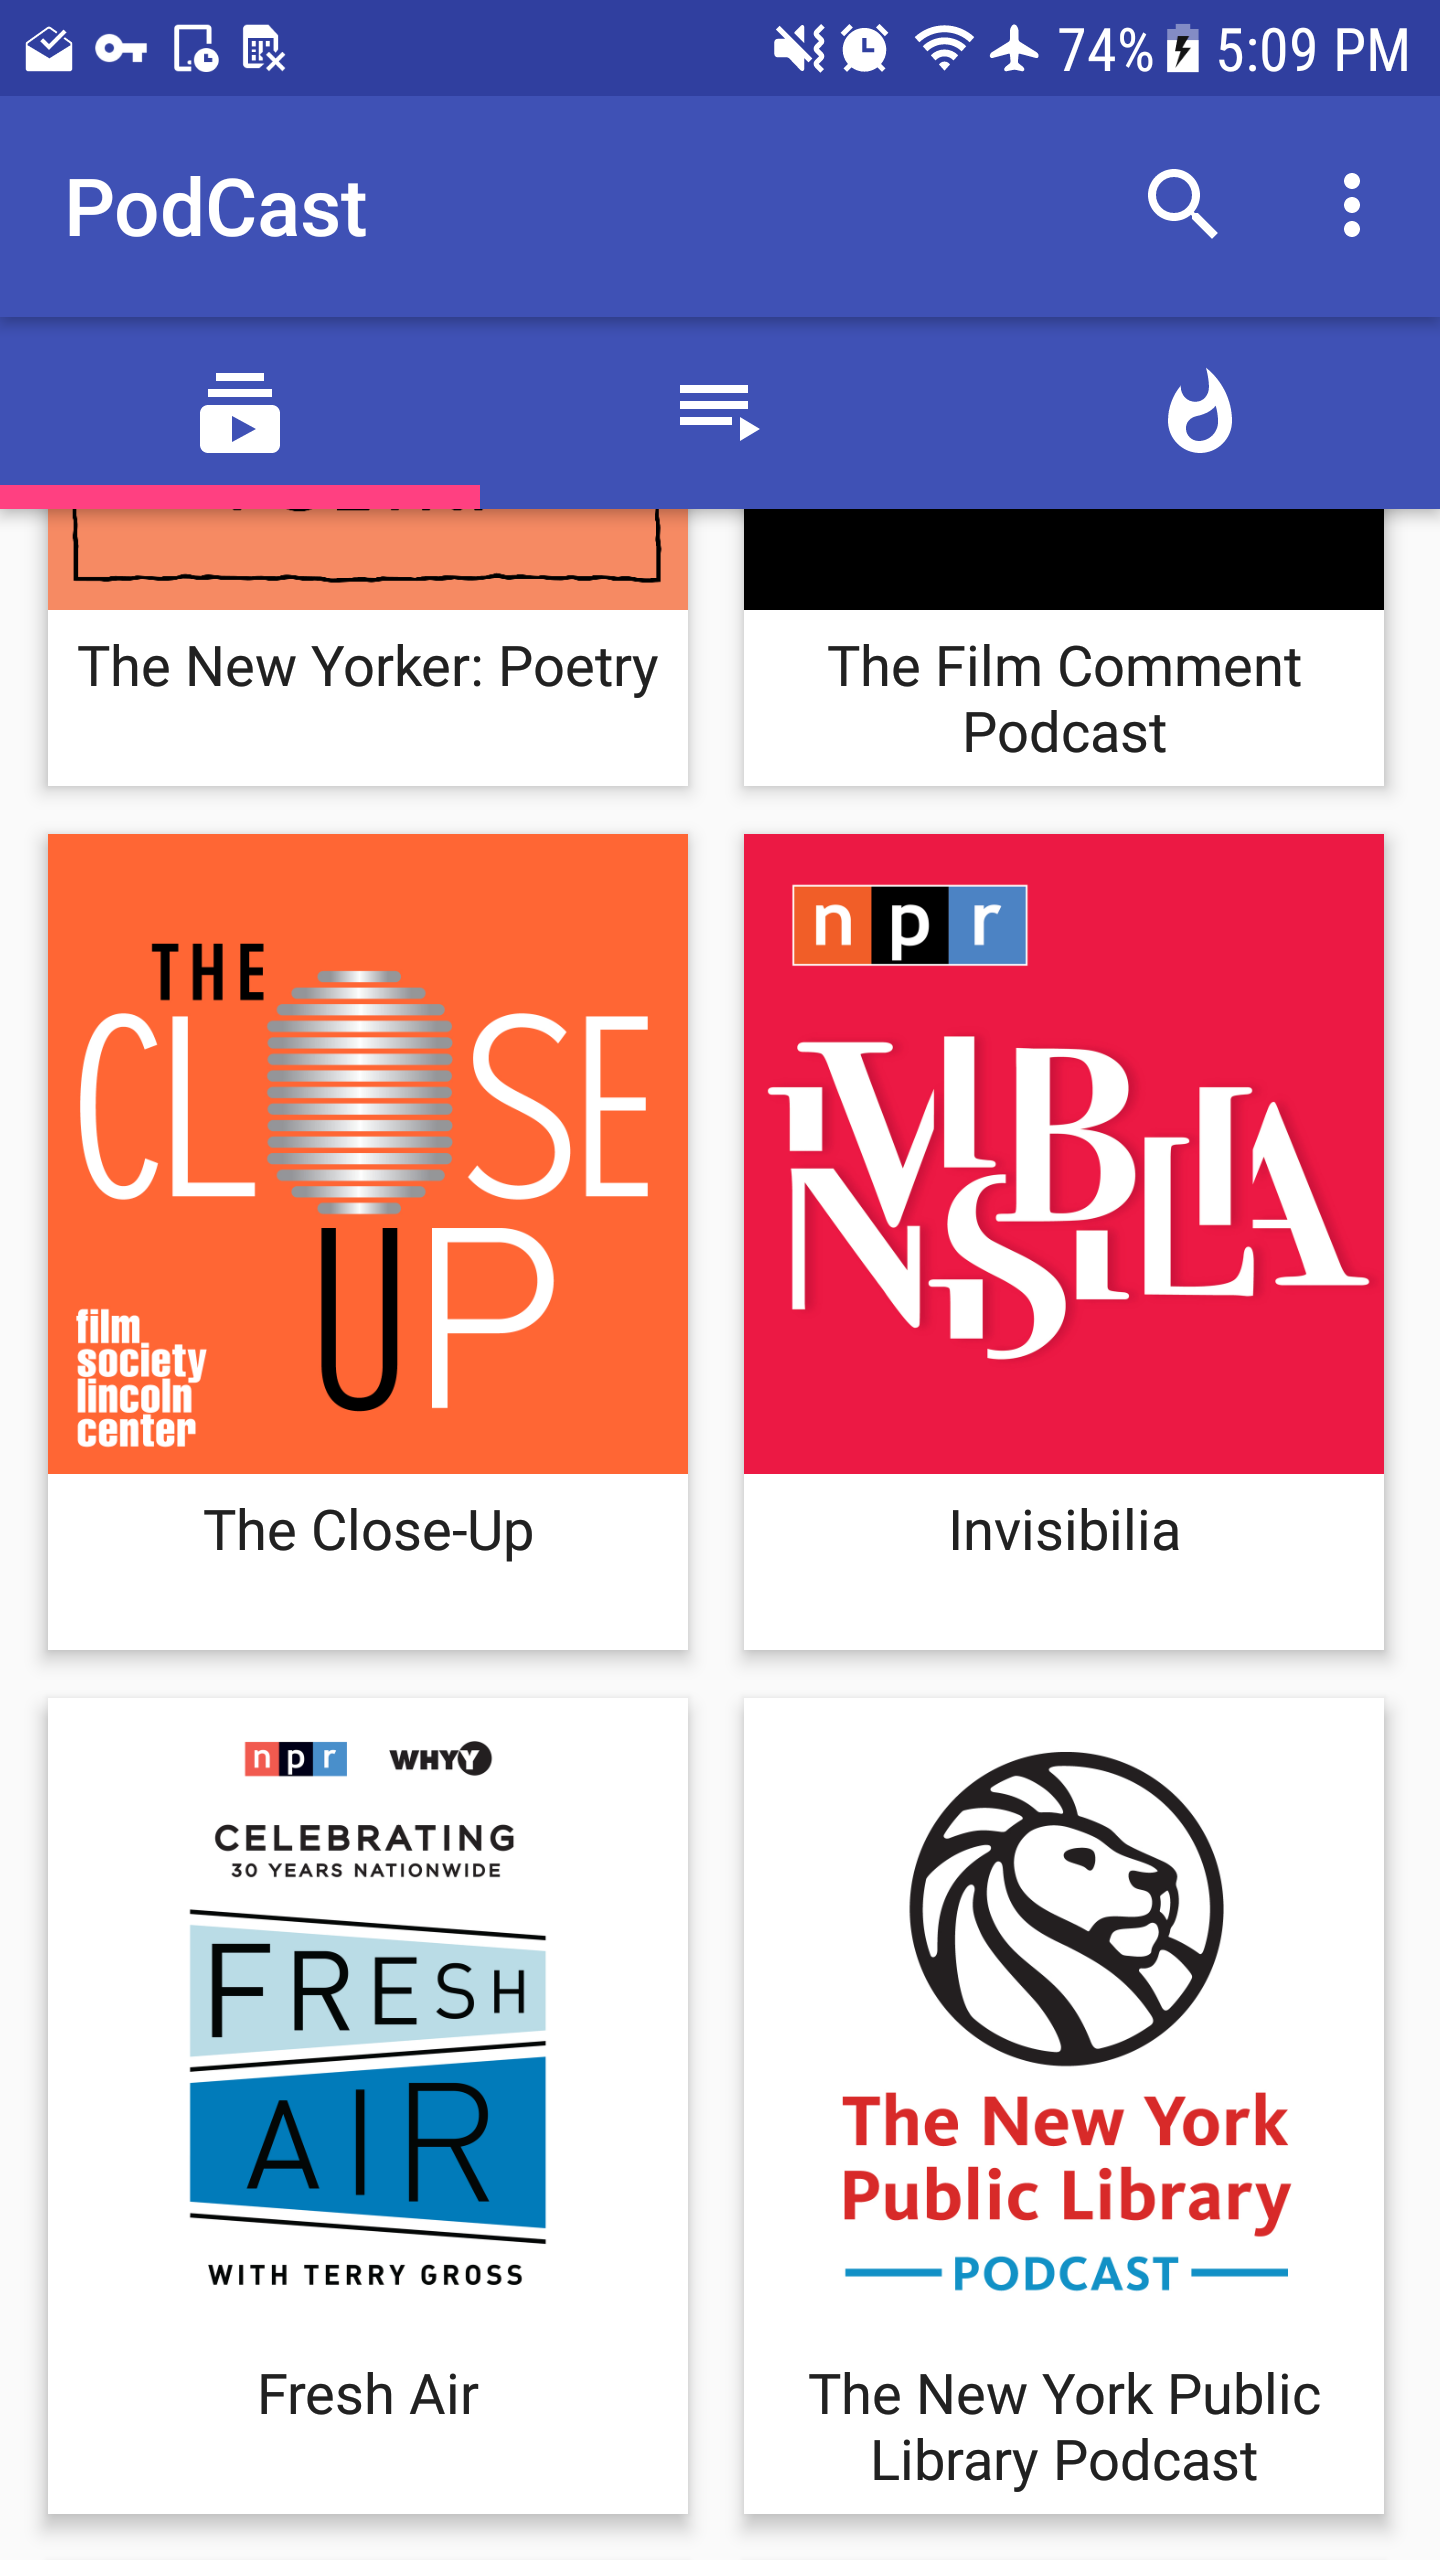 74% 5:09 PM
PodCast
The New Yorker: Poetry
The Film Comment
Podcast
THE
CLOSE
UP
film
society
lincoln
center
The Close-Up
npr
INVISIBILIA
Invisibilia
npr WHYY
CELEBRATING
30 YEARS NATIONWIDE
FRESH
AIR
WITH TERRY GROSS
Fresh Air
The New York
Public Library
PODCAST
The New York Public
Library Podcast